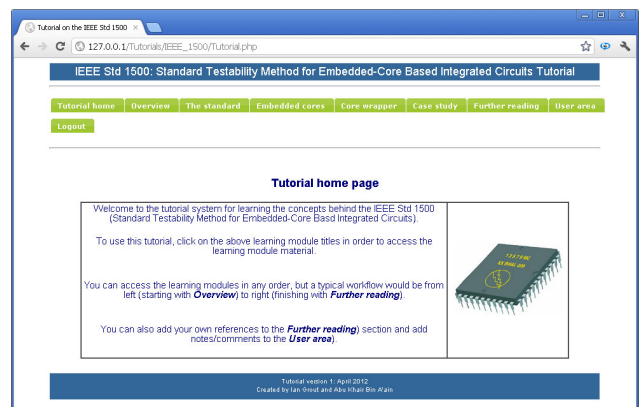 Tutorial on the IEEE Std 1500
127.0.0.1/Tutorials/IEEE_1500/Tutorial.php
IEEE Std 1500: Standard Testability Method for Embedded-Core Based Integrated Circuits Tutorial
Tutorial home Overview The standard Embedded cores Core wrapper Case study Further reading User area
Logout
Tutorial home page
Welcome to the tutorial system for learning the concepts behind the IEEE Std 1500
(Standard Testability Method for Embedded-Core Basd Integrated Circuits).
To use this tutorial, click on the above learning module titles in order to access the
learning module material.
You can access the learning modules in any order, but a typical workflow would be from
left (starting with Overview) to right (finishing with Further reading).
You can also add your own references to the Further reading) section and add
notes/comments to the User area).
Tutorial version 1: April 2012
Created by Ian Grout and Abu Khair Bin A'ain